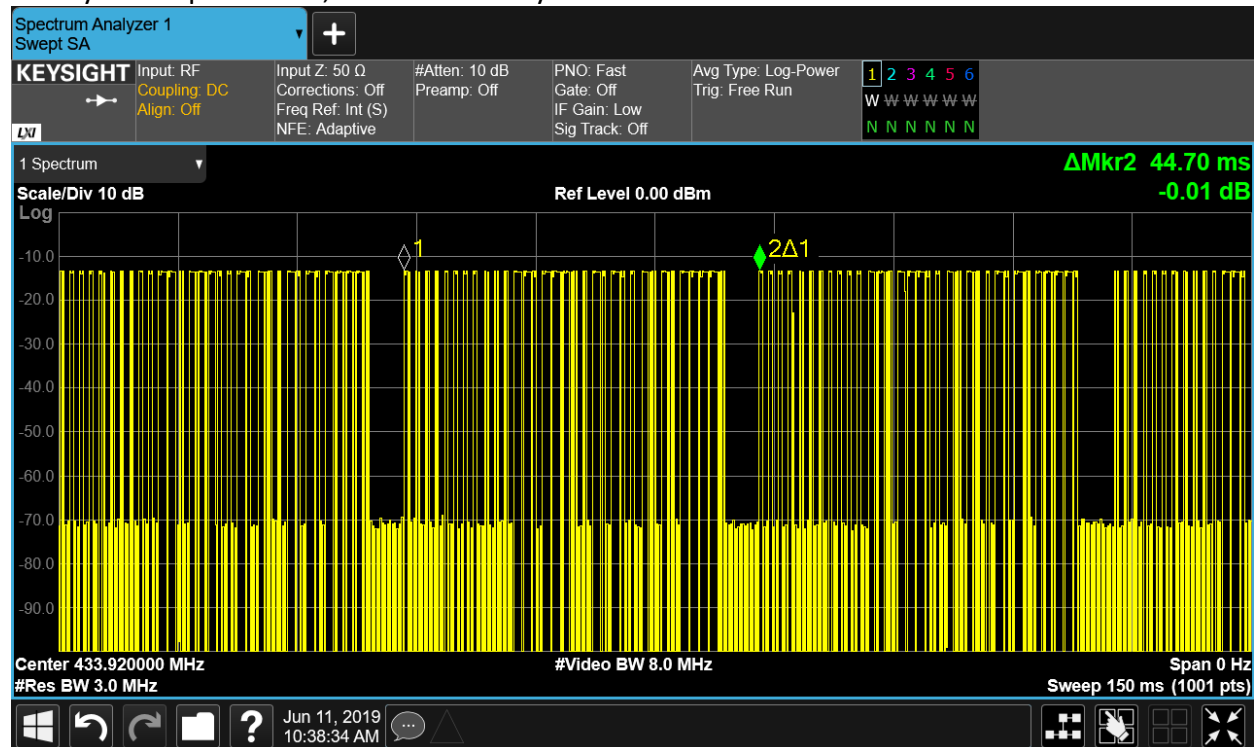 Spectrum Analyzer 1
Swept SA
+
KEYSIGHT Input: RF Input Z: 50 Ω #Atten: 10 dB PNO: Fast Avg Type: Log-Power 1 2 3 4 5 6
Coupling: DC Corrections: Off Preamp: Off Gate: Off Trig: Free Run W W W W W W
Align: Off Freq Ref: Int (S) IF Gain: Low
LXI NFE: Adaptive Sig Track: Off N N N N N N
1 Spectrum ΔMkr2 44.70 ms
Scale/Div 10 dB Ref Level 0.00 dBm -0.01 dB
Log
1 2Δ1
-10.0
-20.0
-30.0
-40.0
-50.0
-60.0
-70.0
-80.0
-90.0
Center 433.920000 MHz #Video BW 8.0 MHz Span 0 Hz
#Res BW 3.0 MHz Sweep 150 ms (1001 pts)
? Jun 11, 2019
10:38:34 AM